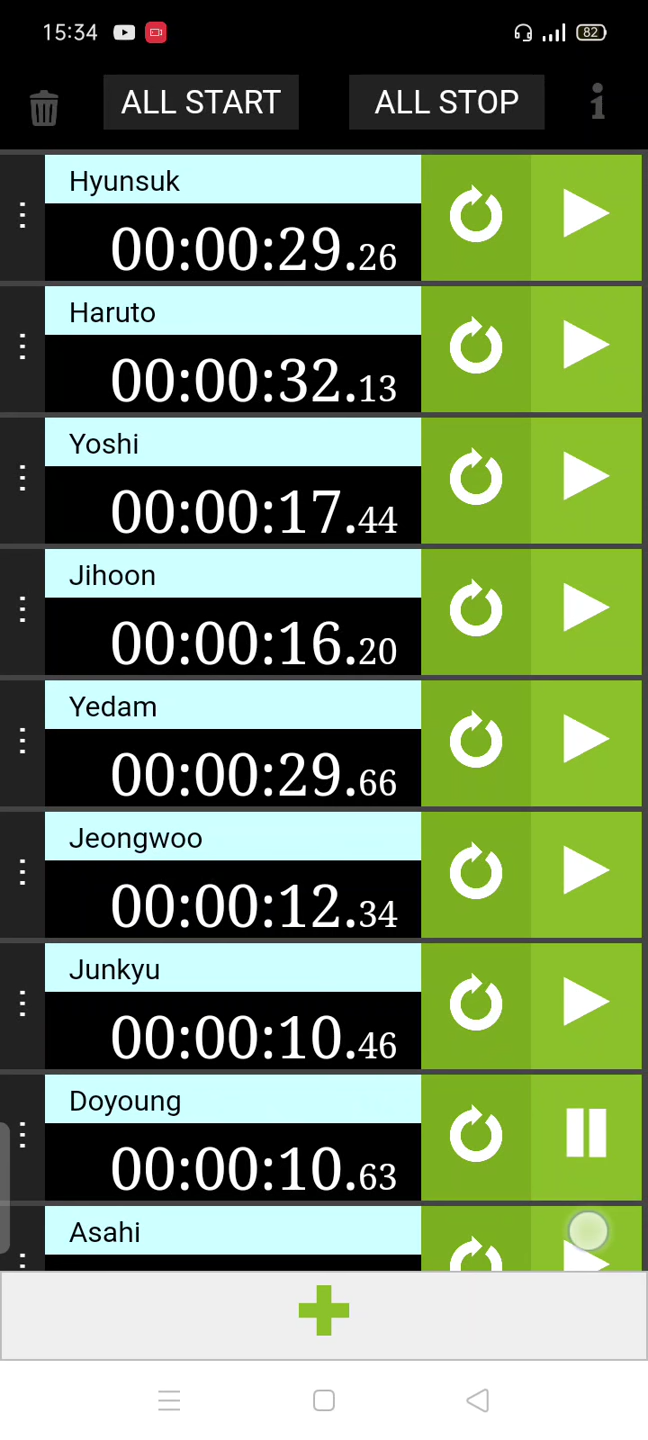 15:34
82
ALL START
ALL STOP
Hyunsuk
00:00:29.26
Haruto
00:00:32.13
Yoshi
00:00:17.44
Jihoon
00:00:16.20
Yedam
00:00:29.66
Jeongwoo
00:00:12.34
Junkyu
00:00:10.46
Doyoung
00:00:10.63
Asahi